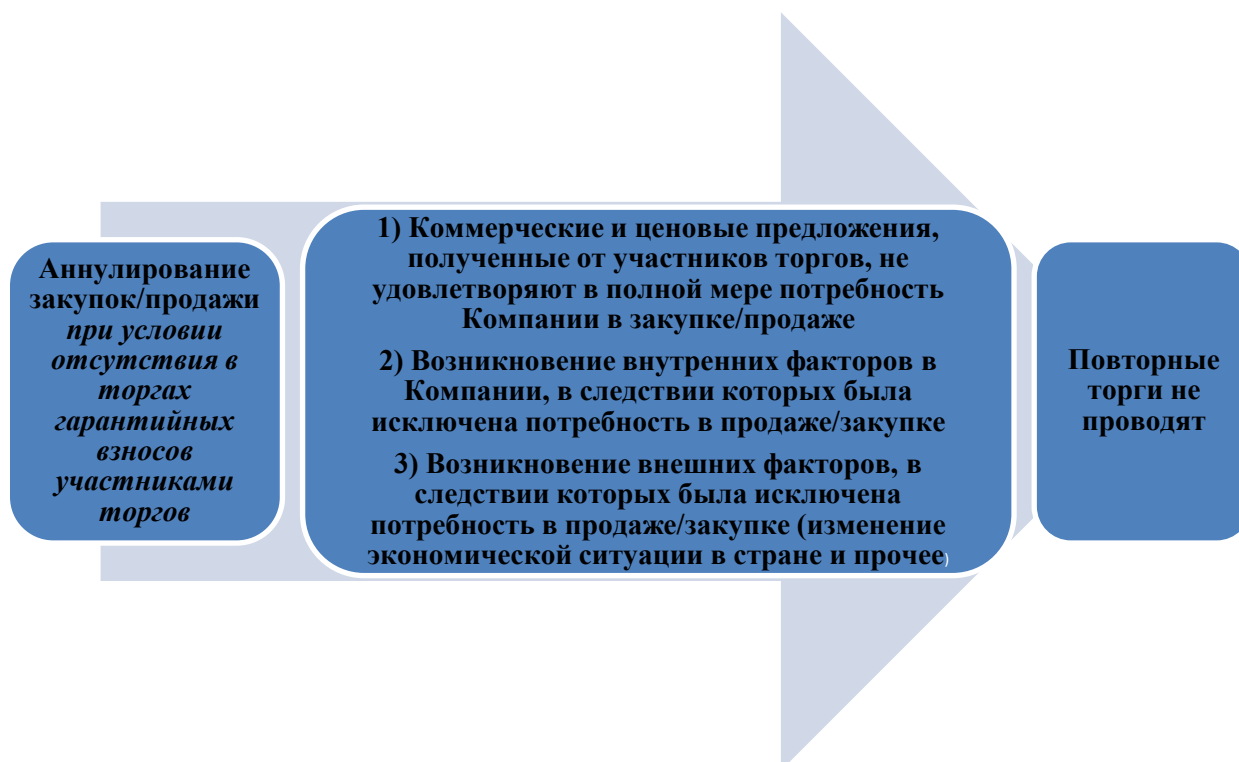 Аннулирование
закупок/продажи
при условии
отсутствия в
торгах
гарантийных
взносов
участниками
торгов
1) Коммерческие и ценовые предложения,
полученные от участников торгов, не
удовлетворяют в полной мере потребность
Компании в закупке/продаже
2) Возникновение внутренних факторов в
Компании, в следствии которых была
исключена потребность в продаже/закупке
3) Возникновение внешних факторов, в
следствии которых была исключена
потребность в продаже/закупке (изменение
экономической ситуации в стране и прочее)
Повторные
торги не
проводят